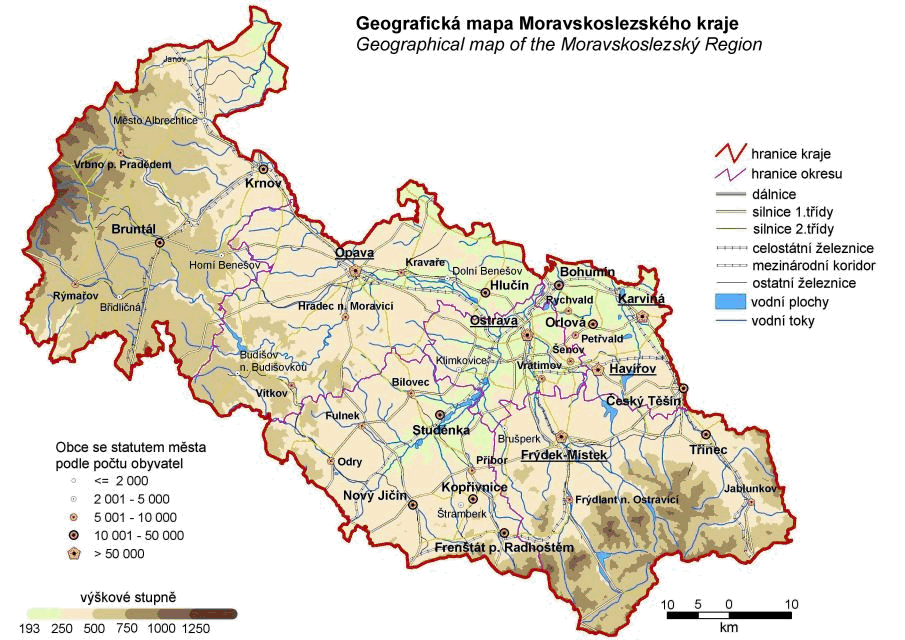 Geografická mapa Moravskoslezského kraje
Geographical map of the Moravskoslezský Region
Janov
Město Albrechtice
Vrbno p. Pradědem
Krnov
Bruntál
Horní Benešov
Rýmařov
Břidličná
Opava
Kravaře
Dolní Benešov
Hlučín
Hradec n. Moravicí
Bohumín
Rychvald
Karviná
Ostrava
Orlová
Petřvald
Šenov
Klimkovice
Vratimov
Havířov
Budišov
n. Budišovkou
Vítkov
Bílovec
Český Těšín
Fulnek
Studénka
Brušperk
Třinec
Odry
Příbor
Frýdek-Místek
Nový Jičín
Kopřivnice
Štramberk
Frýdlant n. Ostravicí
Jablunkov
Frenštát p. Radhoštěm
hranice kraje
hranice okresu
dálnice
silnice 1.třídy
silnice 2.třídy
celostátní železnice
mezinárodní koridor
ostatní železnice
vodní plochy
vodní toky
Obce se statutem města
podle počtu obyvatel
<= 2 000
2 001 - 5 000
5 001 - 10 000
10 001 - 50 000
> 50 000
výškové stupně
193 250 500 750 1000 1250
10 5 0 10
km